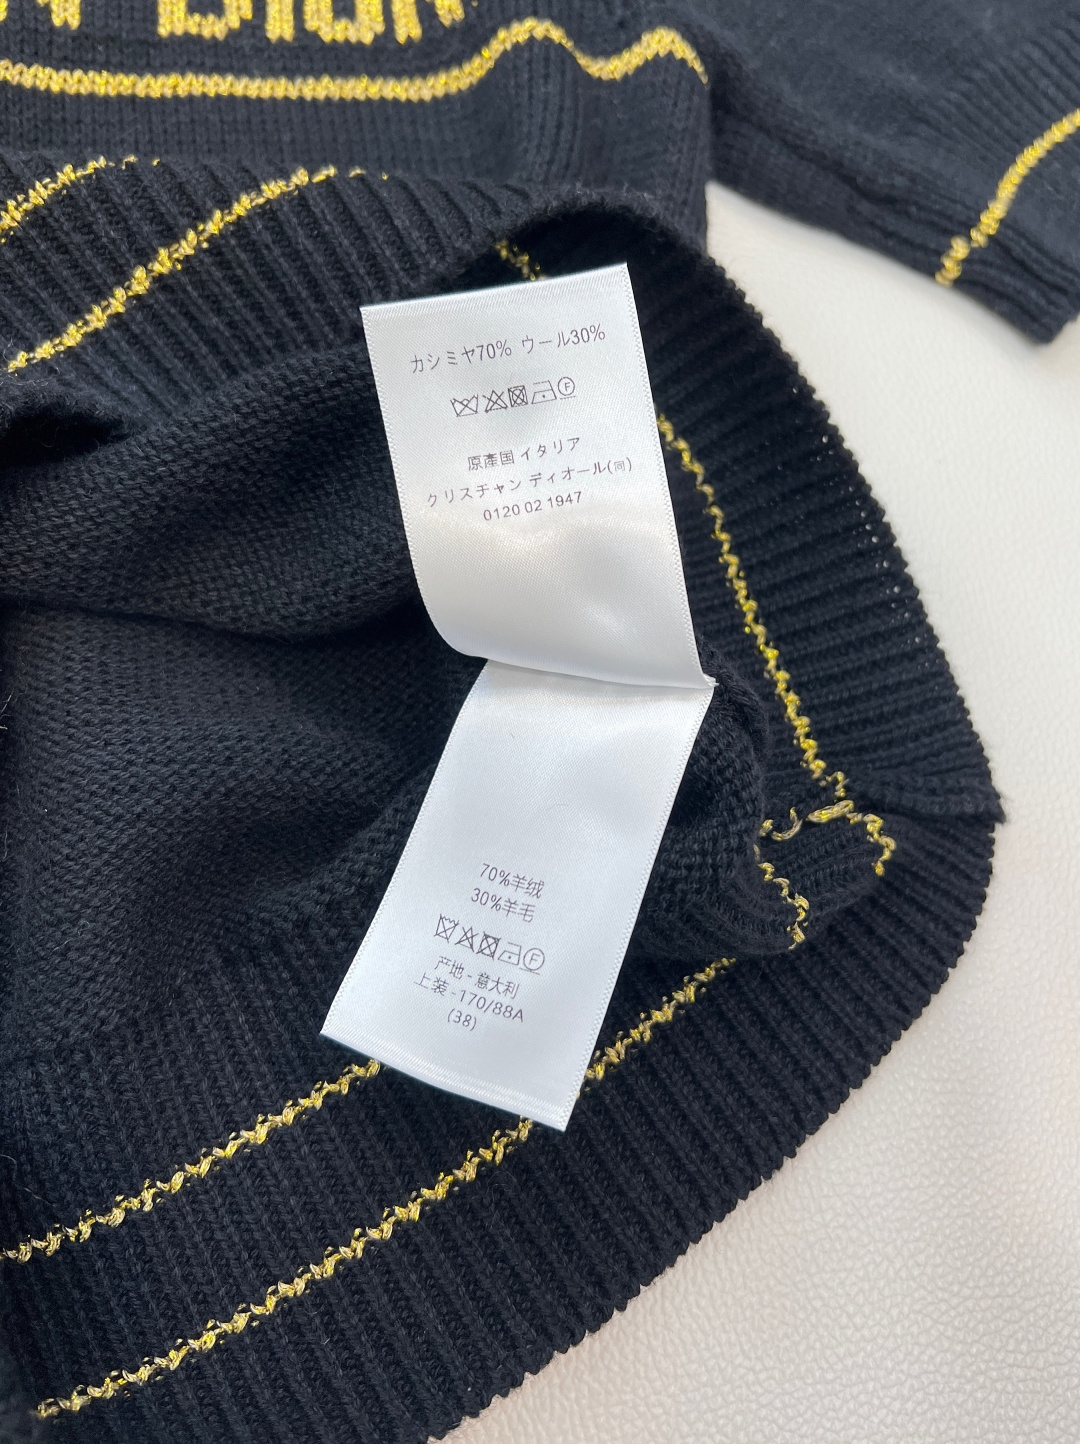 DIOR
カシミヤ70% ウール30%
原產国 イタリア
クリスチャン ディオール(同)
0120 02 1947
70%羊绒
30%羊毛
产地 - 意大利
上装 -170/88A
(38)